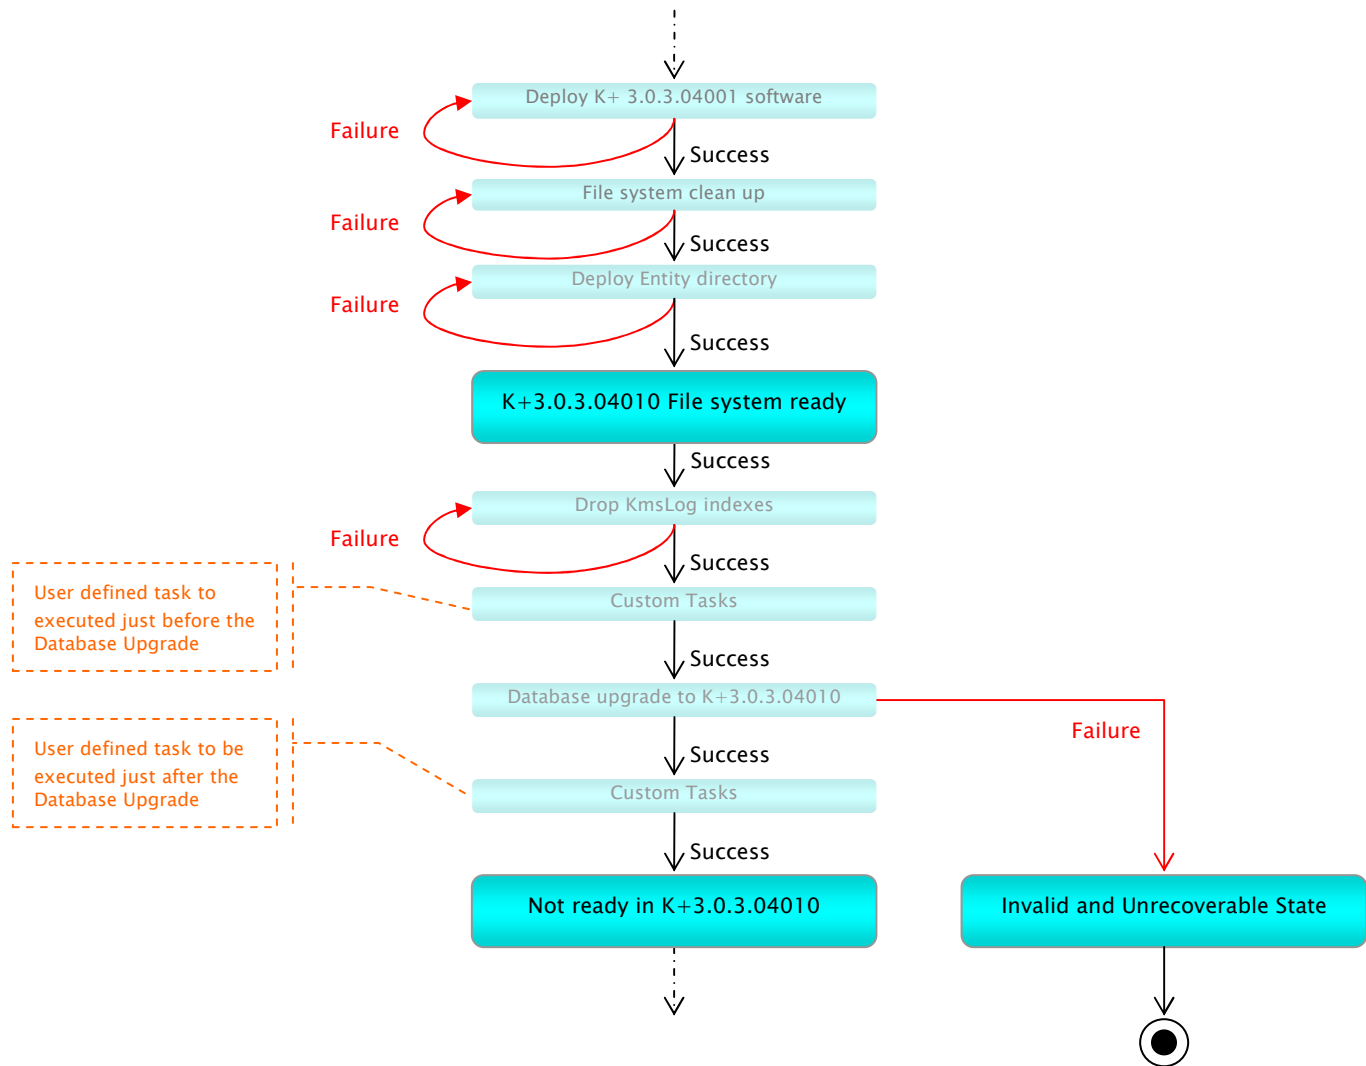 Deploy K+ 3.0.3.04001 software
Failure
Success
File system clean up
Failure
Success
Deploy Entity directory
Failure
Success
K+3.0.3.04010 File system ready
Success
Drop KmsLog indexes
Failure
Success
User defined task to
executed just before the
Database Upgrade
Custom Tasks
Success
Database upgrade to K+3.0.3.04010
Failure
User defined task to be
executed just after the
Database Upgrade
Success
Custom Tasks
Success
Not ready in K+3.0.3.04010
Invalid and Unrecoverable State